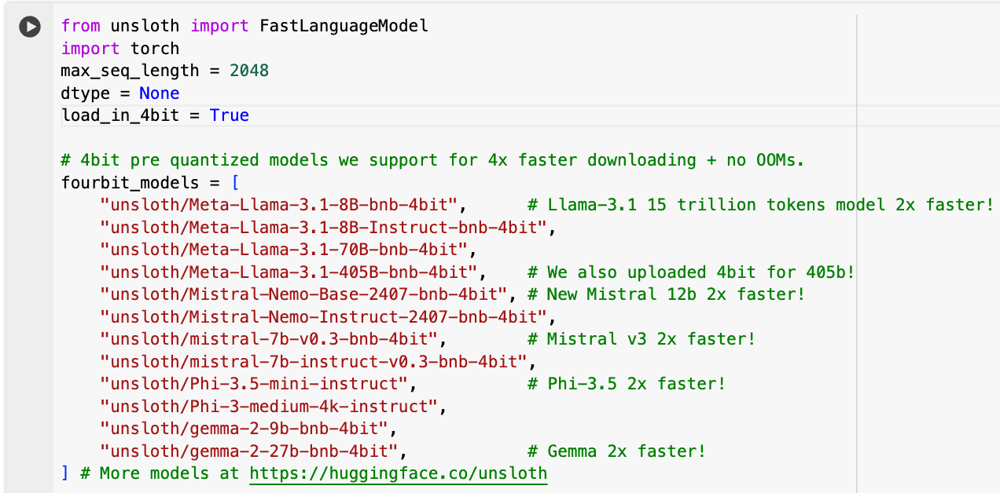 from unsloth import FastLanguageModel
import torch
max_seq_length = 2048
dtype = None
load_in_4bit = True
# 4bit pre quantized models we support for 4x faster downloading + no OOMs.
fourbit_models = [
    "unsloth/Meta-Llama-3.1-8B-bnb-4bit",      # Llama-3.1 15 trillion tokens model 2x faster!
    "unsloth/Meta-Llama-3.1-8B-Instruct-bnb-4bit",
    "unsloth/Meta-Llama-3.1-70B-bnb-4bit",
    "unsloth/Meta-Llama-3.1-405B-bnb-4bit",    # We also uploaded 4bit for 405b!
    "unsloth/Mistral-Nemo-Base-2407-bnb-4bit", # New Mistral 12b 2x faster!
    "unsloth/Mistral-Nemo-Instruct-2407-bnb-4bit",
    "unsloth/mistral-7b-v0.3-bnb-4bit",        # Mistral v3 2x faster!
    "unsloth/mistral-7b-instruct-v0.3-bnb-4bit",
    "unsloth/Phi-3.5-mini-instruct",           # Phi-3.5 2x faster!
    "unsloth/Phi-3-medium-4k-instruct",
    "unsloth/gemma-2-9b-bnb-4bit",
    "unsloth/gemma-2-27b-bnb-4bit",            # Gemma 2x faster!
] # More models at https://huggingface.co/unsloth